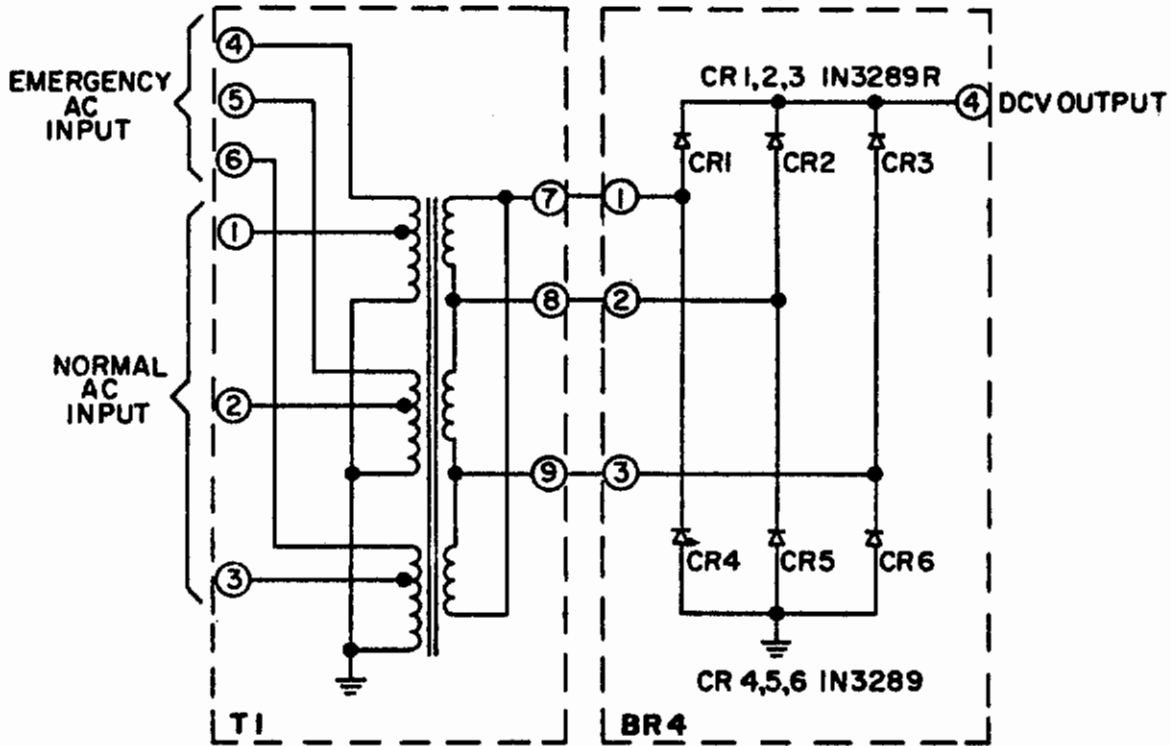 EMERGENCY
AC
INPUT
4
5
6
NORMAL
AC
INPUT
1
2
3
7
8
9
T1
1
2
3
CR1,2,3 IN3289R
4 DCV OUTPUT
CR1
CR2
CR3
CR4
CR5
CR6
CR 4,5,6 IN3289
BR4